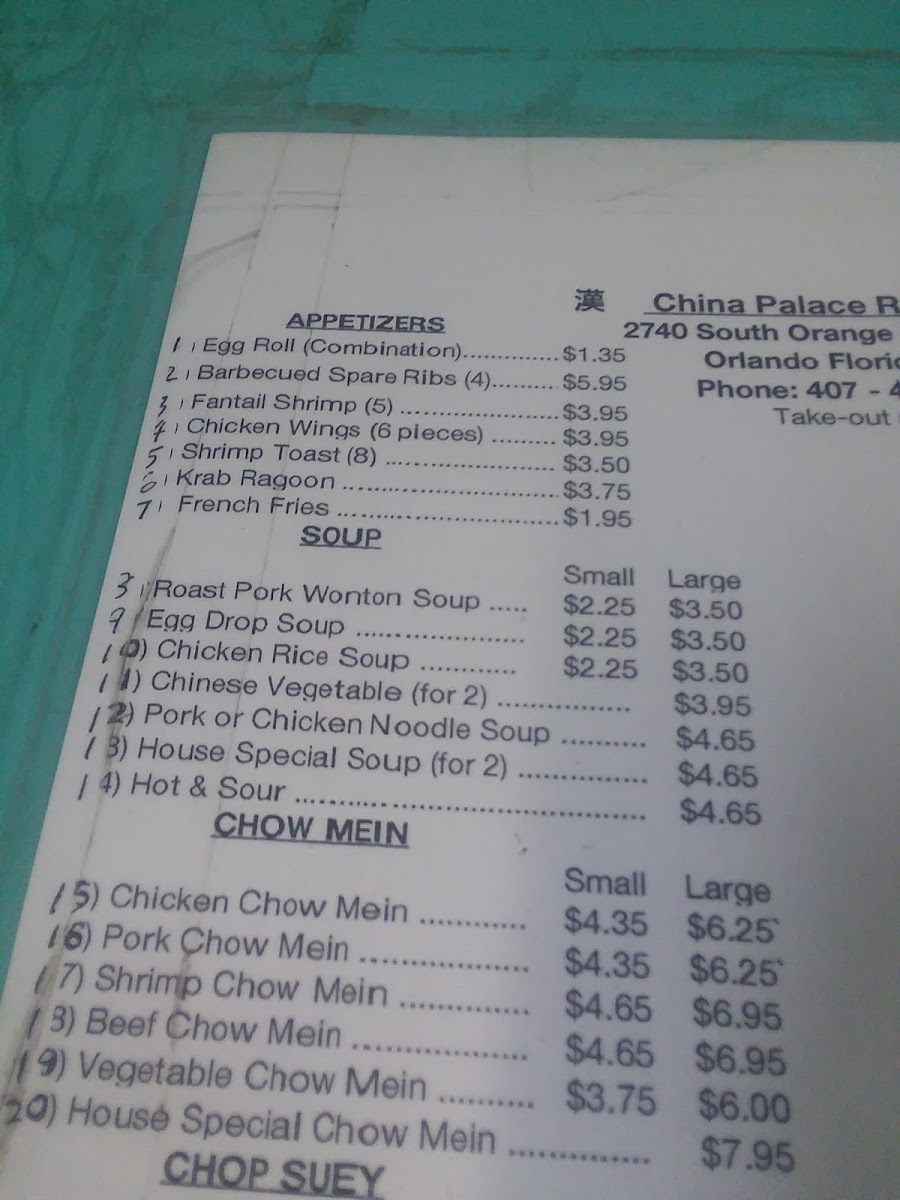 漢 China Palace R
2740 South Orange
Orlando Floric
Phone: 407 - 4
Take-out
APPETIZERS
1) Egg Roll (Combination)..............$1.35
2) Barbecued Spare Ribs (4)..........$5.95
3) Fantail Shrimp (5) ......................$3.95
4) Chicken Wings (6 pieces) .........$3.95
5) Shrimp Toast (8) ........................$3.50
6) Krab Ragoon ..............................$3.75
7) French Fries ...............................$1.95
SOUP
Small Large
8) Roast Pork Wonton Soup ..... $2.25 $3.50
9) Egg Drop Soup ...................... $2.25 $3.50
10) Chicken Rice Soup ............ $2.25 $3.50
11) Chinese Vegetable (for 2) ................. $3.95
12) Pork or Chicken Noodle Soup .......... $4.65
13) House Special Soup (for 2) ............... $4.65
14) Hot & Sour .......................................... $4.65
CHOW MEIN
Small Large
15) Chicken Chow Mein ............ $4.35 $6.25
16) Pork Chow Mein ................... $4.35 $6.25
17) Shrimp Chow Mein .............. $4.65 $6.95
18) Beef Chow Mein ................... $4.65 $6.95
19) Vegetable Chow Mein .......... $3.75 $6.00
20) House Special Chow Mein ............... $7.95
CHOP SUEY